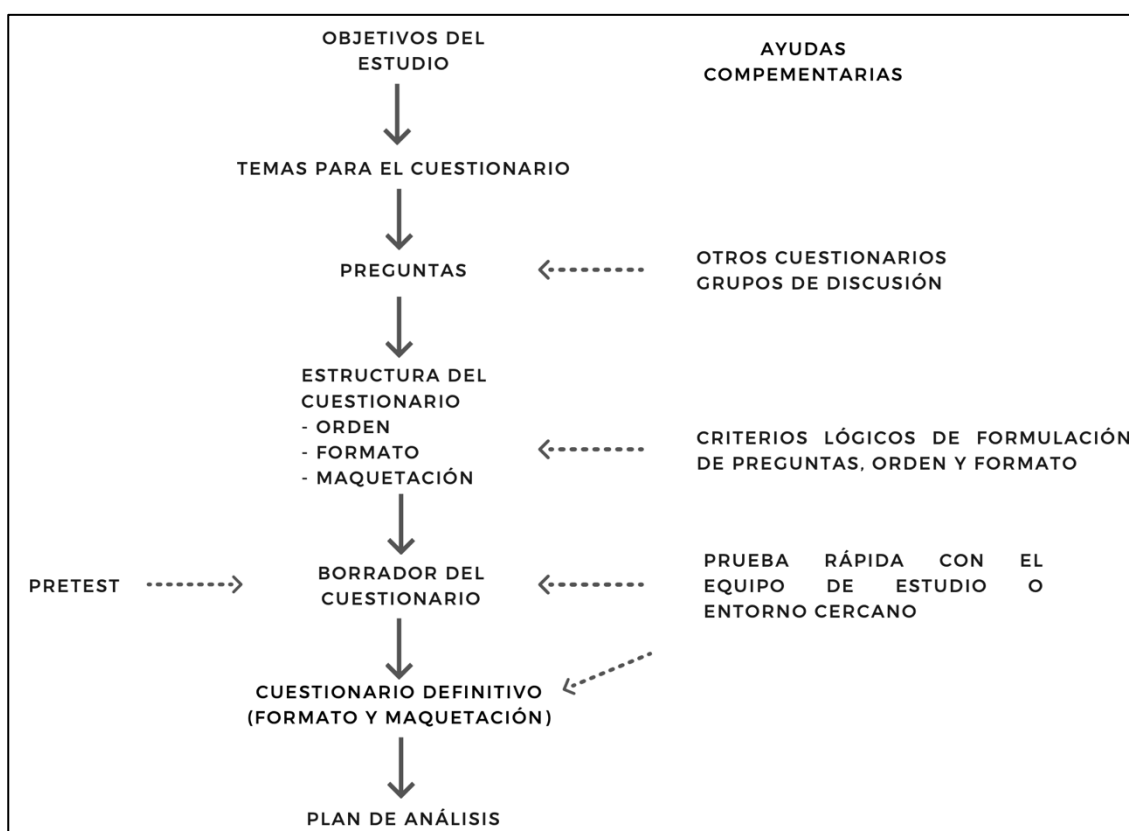 OBJETIVOS DEL
ESTUDIO
AYUDAS
COMPEMENTARIAS
TEMAS PARA EL CUESTIONARIO
PREGUNTAS
OTROS CUESTIONARIOS
GRUPOS DE DISCUSIÓN
ESTRUCTURA DEL
CUESTIONARIO
- ORDEN
- FORMATO
- MAQUETACIÓN
CRITERIOS LÓGICOS DE FORMULACIÓN
DE PREGUNTAS, ORDEN Y FORMATO
PRETEST
BORRADOR DEL
CUESTIONARIO
PRUEBA RÁPIDA CON EL
EQUIPO DE ESTUDIO O
ENTORNO CERCANO
CUESTIONARIO DEFINITIVO
(FORMATO Y MAQUETACIÓN)
PLAN DE ANÁLISIS